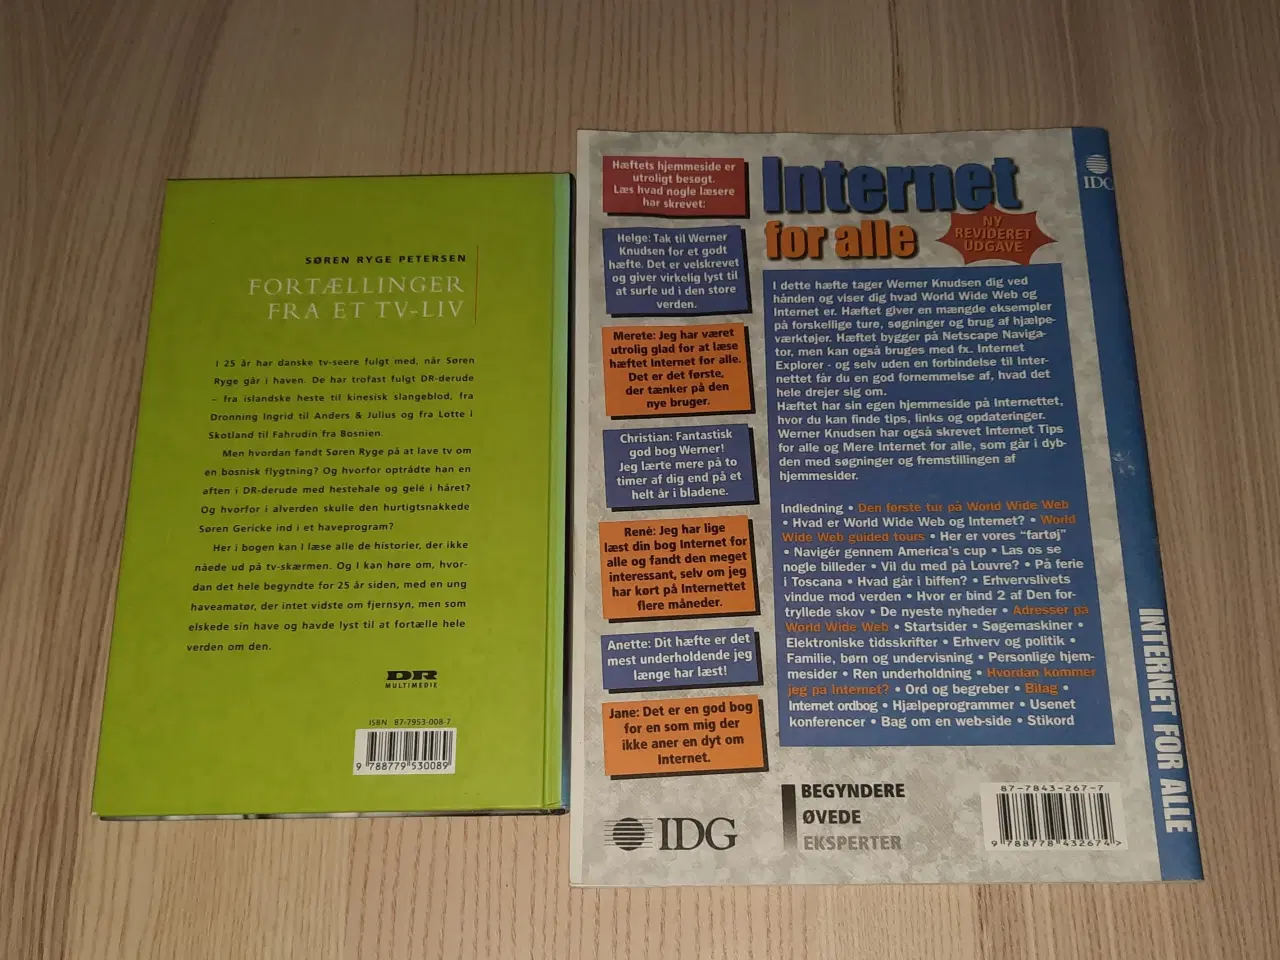 SØREN RYGE PETERSEN
FORTÆLLINGER
FRA ET TV-LIV
I 25 år har danske tv-seere fulgt med, når Søren
Ryge går i haven. De har trofast fulgt DR-derude
– fra islandske heste til kinesisk slangeblod, fra
Dronning Ingrid til Anders & Julius og fra Lotte i
Skotland til Fahrudin fra Bosnien.
Men hvordan fandt Søren Ryge på at lave tv om
en bosnisk flygtning? Og hvorfor optrådte han en
aften i DR-derude med hestehale og gelé i håret?
Og hvorfor i alverden skulle den hurtigtsnakkede
Søren Gericke ind i et haveprogram?
Her i bogen kan I læse alle de historier, der ikke
nåede ud på tv-skærmen. Og I kan høre om, hvor-
dan det hele begyndte for 25 år siden, med en ung
haveamatør, der intet vidste om fjernsyn, men som
elskede sin have og havde lyst til at fortælle hele
verden om den.
DR
MULTIMEDIE
ISBN 87-7953-008-7
9 788779 530089
Hæftets hjemmeside er
utroligt besøgt.
Læs hvad nogle læsere
har skrevet:
Helge: Tak til Werner
Knudsen for et godt
hæfte. Det er velskrevet
og giver virkelig lyst til
at surfe ud i den store
verden.
Merete: Jeg har været
utrolig glad for at læse
hæftet Internet for alle.
Det er det første,
der tænker på den
nye bruger.
Christian: Fantastisk
god bog Werner!
Jeg lærte mere på to
timer af dig end på et
helt år i bladene.
René: Jeg har lige
læst din bog Internet for
alle og fandt den meget
interessant, selv om jeg
har kørt på Internettet
flere måneder.
Anette: Dit hæfte er det
mest underholdende jeg
længe har læst!
Jane: Det er en god bog
for en som mig der
ikke aner en dyt om
Internet.
IDG
Internet
for alle
NY
REVIDERET
UDGAVE
I dette hæfte tager Werner Knudsen dig ved
hånden og viser dig hvad World Wide Web og
Internet er. Hæftet giver en mængde eksempler
på forskellige ture, søgninger og brug af hjælpe-
værktøjer. Hæftet bygger på Netscape Naviga-
tor, men kan også bruges med fx. Internet
Explorer - og selv uden en forbindelse til Inter-
nettet får du en god fornemmelse af, hvad det
hele drejer sig om.
Hæftet har sin egen hjemmeside på Internettet,
hvor du kan finde tips, links og opdateringer.
Werner Knudsen har også skrevet Internet Tips
for alle og Mere Internet for alle, som går i dyb-
den med søgninger og fremstillingen af
hjemmesider.
Indledning • Den første tur på World Wide Web
• Hvad er World Wide Web og Internet? • World
Wide Web guided tours • Her er vores "fartøj"
• Navigér gennem America's cup • Las os se
nogle billeder • Vil du med på Louvre? • På ferie
i Toscana • Hvad går i biffen? • Erhvervslivets
vindue mod verden • Hvor er bind 2 af Den for-
tryllede skov • De neyste nyheder • Adresser på
World Wide Web • Startsider • Søgemaskiner •
Elektroniske tidsskrifter • Erhverv og politik •
Familie, børn og undervisning • Personlige hjem-
mesider • Ren underholdning • Hvordan kommer
jeg på Internet? • Ord og begreber • Bilag •
Internet ordbog • Hjælpeprogrammer • Usenet
konferencer • Bag om en web-side • Stikord
BEGYNDERE
ØVEDE
EKSPERTER
87-7843-267-7
9 788778 432674>
IDG
INTERNET FOR ALLE